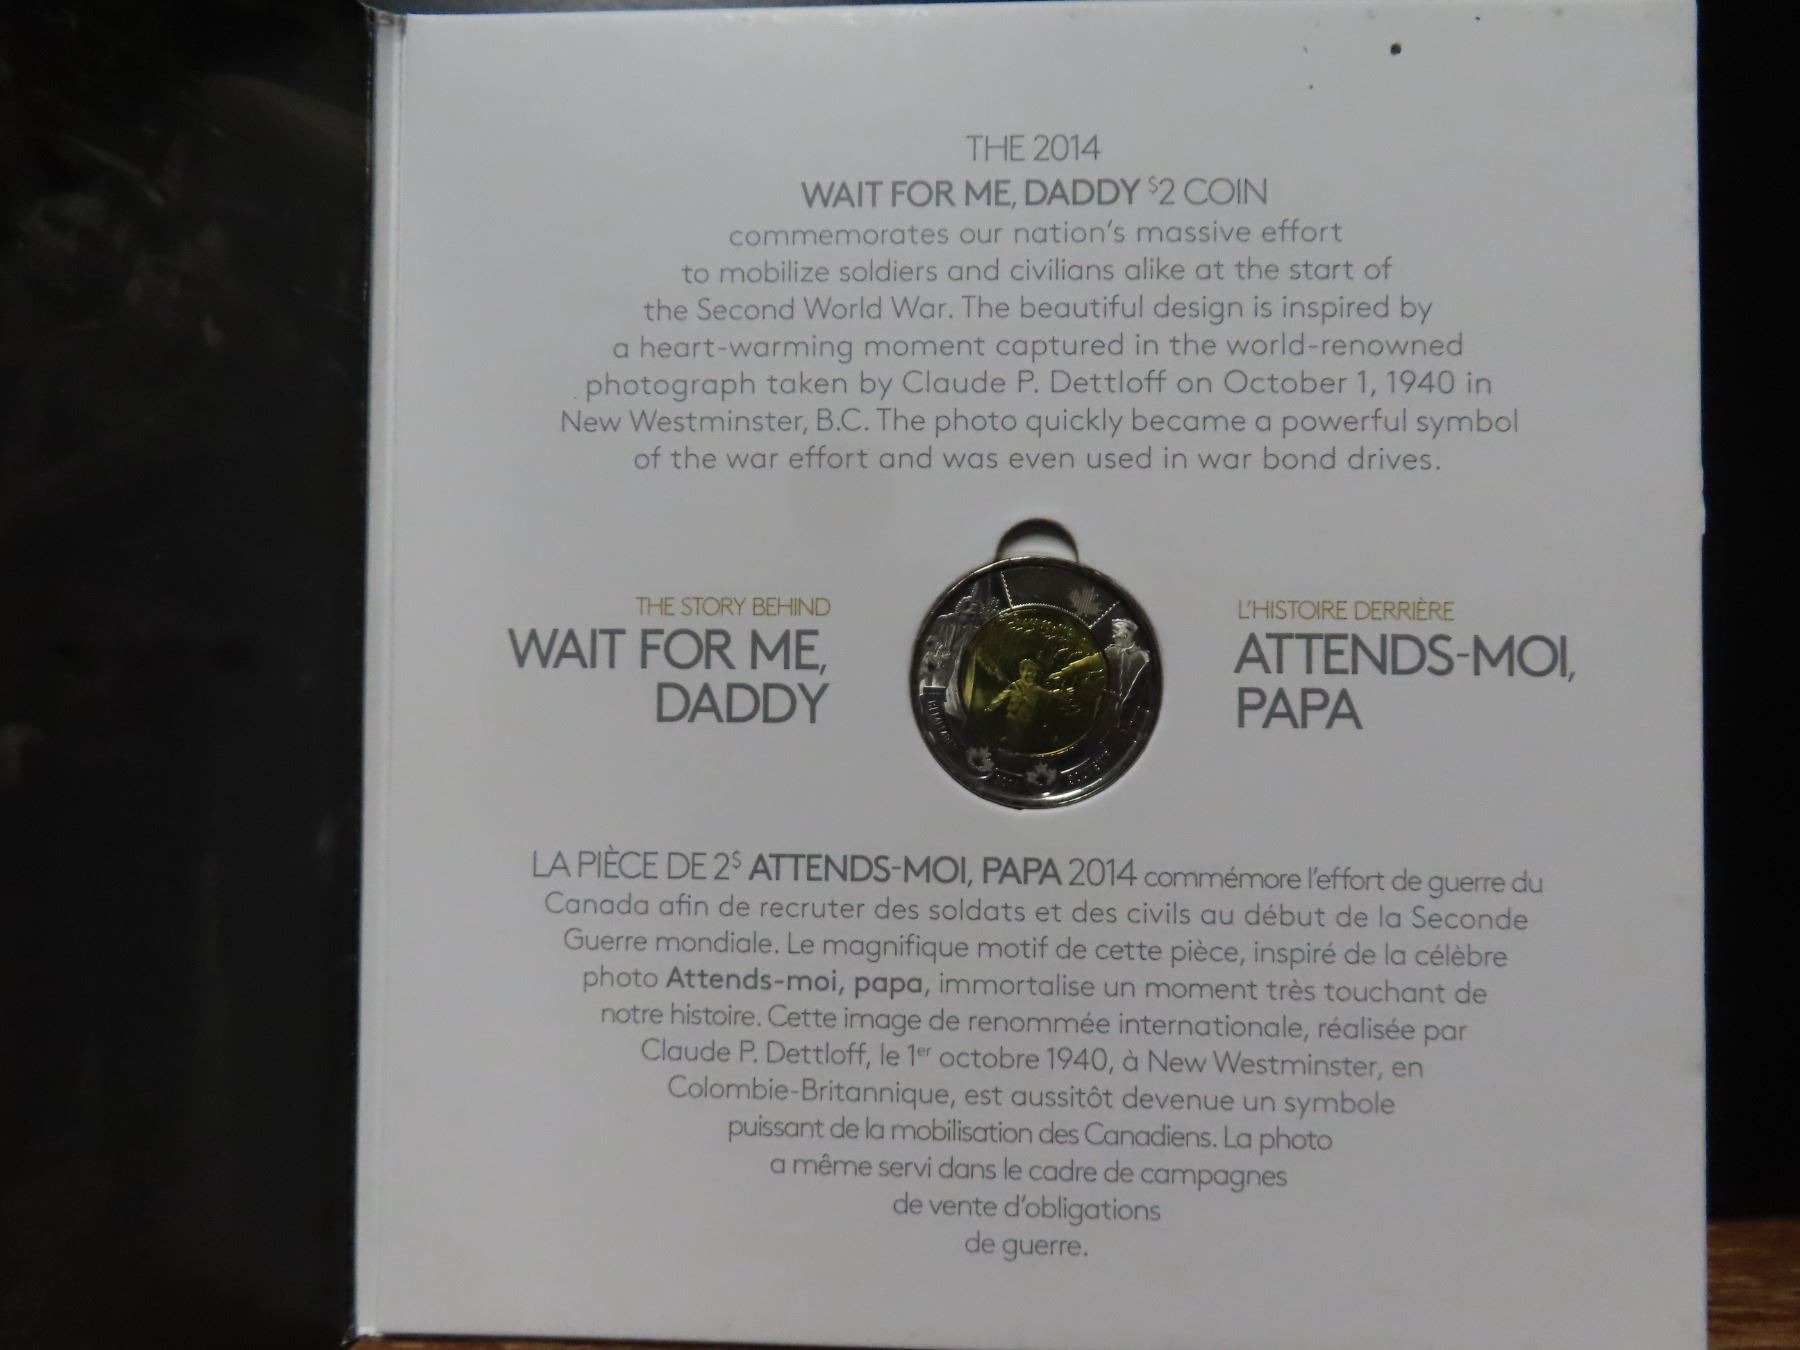 THE 2014
WAIT FOR ME, DADDY $2 COIN
commemorates our nation's massive effort
to mobilize soldiers and civilians alike at the start of
the Second World War. The beautiful design is inspired by
a heart-warming moment captured in the world-renowned
photograph taken by Claude P. Dettloff on October 1, 1940 in
New Westminster, B.C. The photo quickly became a powerful symbol
of the war effort and was even used in war bond drives.
THE STORY BEHIND
WAIT FOR ME,
DADDY
L'HISTOIRE DERRIÈRE
ATTENDS-MOI,
PAPA
LA PIÈCE DE 2$ ATTENDS-MOI, PAPA 2014 commémore l'effort de guerre du
Canada afin de recruter des soldats et des civils au début de la Seconde
Guerre mondiale. Le magnifique motif de cette pièce, inspiré de la célèbre
photo Attends-moi, papa, immortalise un moment très touchant de
notre histoire. Cette image de renommée internationale, réalisée par
Claude P. Dettloff, le 1er octobre 1940, à New Westminster, en
Colombie-Britannique, est aussitôt devenue un symbole
puissant de la mobilisation des Canadiens. La photo
a même servi dans le cadre de campagnes
de vente d'obligations
de guerre.